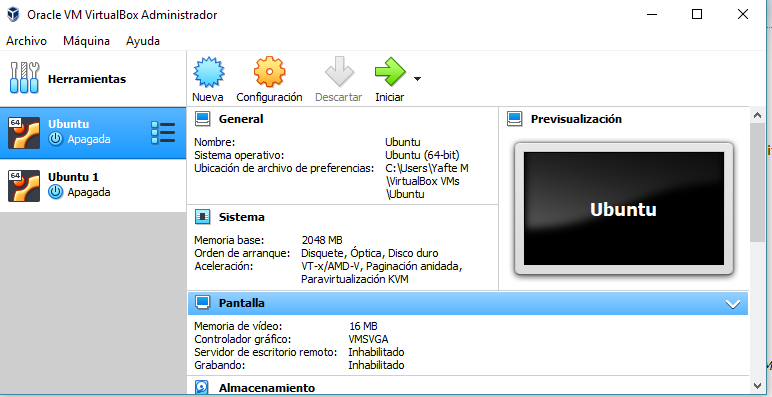 Oracle VM VirtualBox Administrador
Archivo Máquina Ayuda
Herramientas
Nueva Configuración Descartar Iniciar
64
Ubuntu
Apagada
64
Ubuntu 1
Apagada
General
Nombre: Ubuntu
Sistema operativo: Ubuntu (64-bit)
Ubicación de archivo de preferencias: C:\Users\Yafte M
\VirtualBox VMs
\Ubuntu
Previsualización
Ubuntu
Sistema
Memoria base: 2048 MB
Orden de arranque: Disquete, Óptica, Disco duro
Aceleración: VT-x/AMD-V, Paginación anidada,
Paravirtualización KVM
Pantalla
Memoria de vídeo: 16 MB
Controlador gráfico: VMSVGA
Servidor de escritorio remoto: Inhabilitado
Grabando: Inhabilitado
Almacenamiento